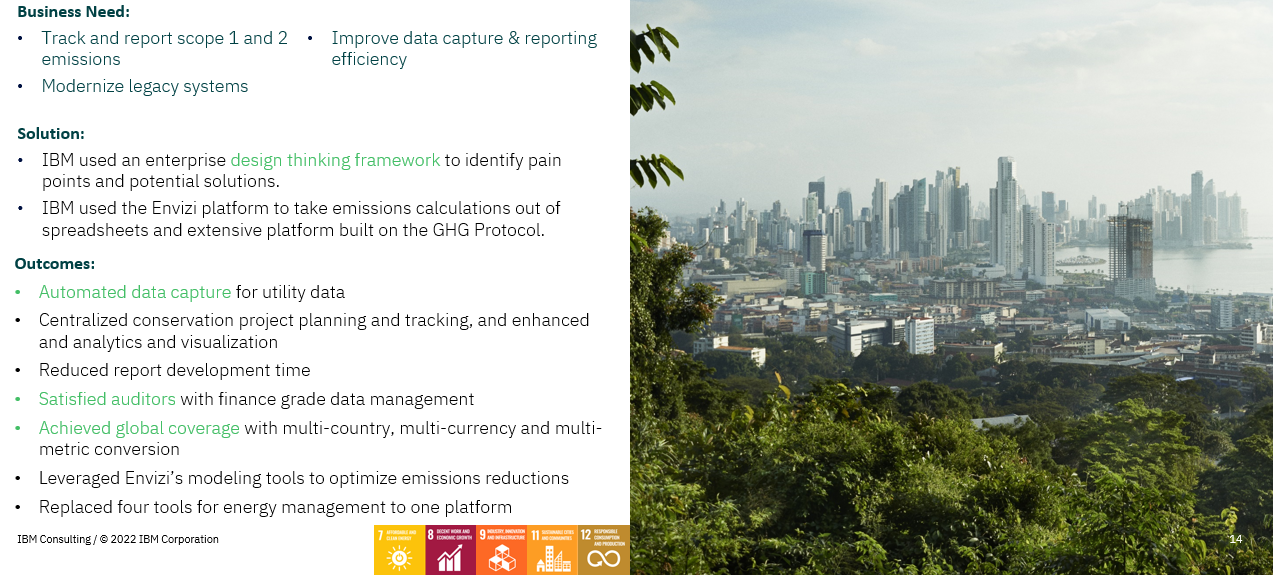 Business Need:
• Track and report scope 1 and 2
emissions
• Modernize legacy systems
• Improve data capture & reporting
efficiency
Solution:
• IBM used an enterprise design thinking framework to identify pain
points and potential solutions.
• IBM used the Envizi platform to take emissions calculations out of
spreadsheets and extensive platform built on the GHG Protocol.
Outcomes:
• Automated data capture for utility data
• Centralized conservation project planning and tracking, and enhanced
and analytics and visualization
• Reduced report development time
• Satisfied auditors with finance grade data management
• Achieved global coverage with multi-country, multi-currency and multi-
metric conversion
• Leveraged Envizi’s modeling tools to optimize emissions reductions
• Replaced four tools for energy management to one platform
7 AFFORDABLE AND
CLEAN ENERGY
8 DECENT WORK AND
ECONOMIC GROWTH
9 INDUSTRY, INNOVATION
AND INFRASTRUCTURE
11 SUSTAINABLE CITIES
AND COMMUNITIES
12 RESPONSIBLE
CONSUMPTION
AND PRODUCTION
IBM Consulting / © 2022 IBM Corporation
14